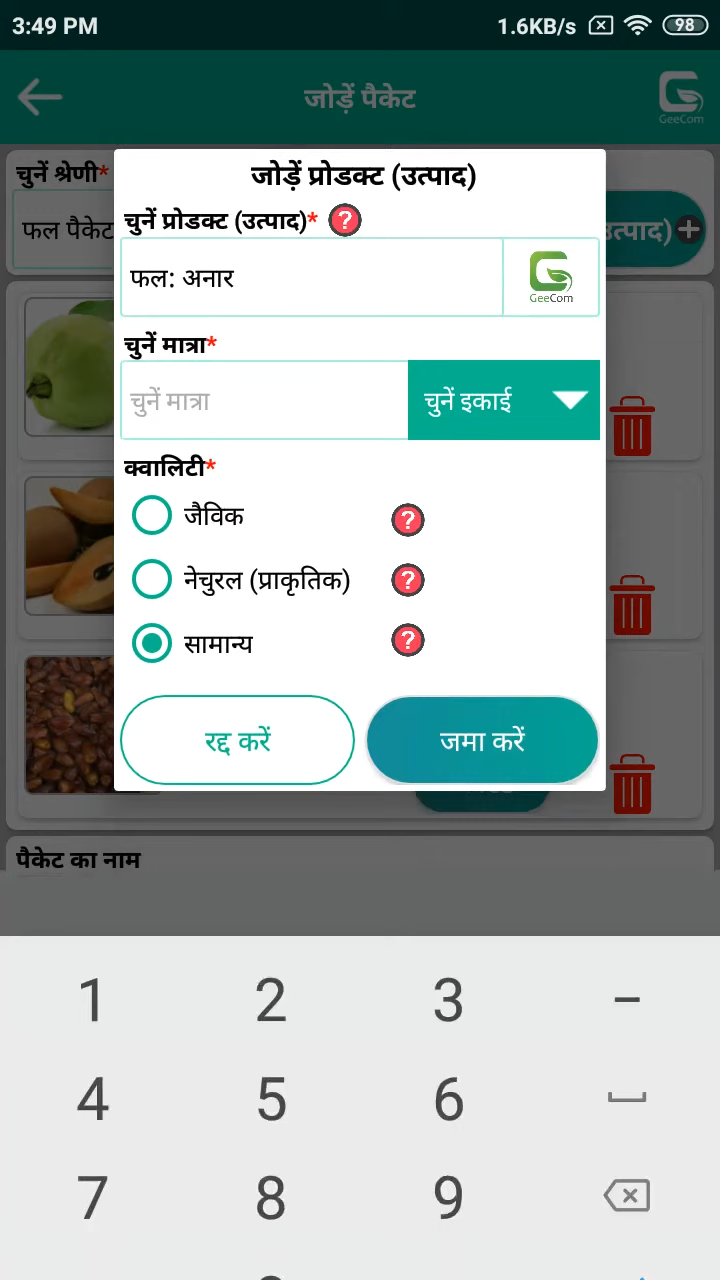 3:49 PM 1.6KB/s 98
जोड़ें पैकेट
GeeCom
चुनें श्रेणी*
जोड़ें प्रोडक्ट (उत्पाद)
फल पैकेट
चुनें प्रोडक्ट (उत्पाद)* ?
फल: अनार
GeeCom
चुनें मात्रा*
चुनें मात्रा चुनें इकाई
क्वालिटी*
जैविक ?
नेचुरल (प्राकृतिक) ?
सामान्य ?
रद्द करें जमा करें
पैकेट का नाम
1 2 3 −
4 5 6
7 8 9